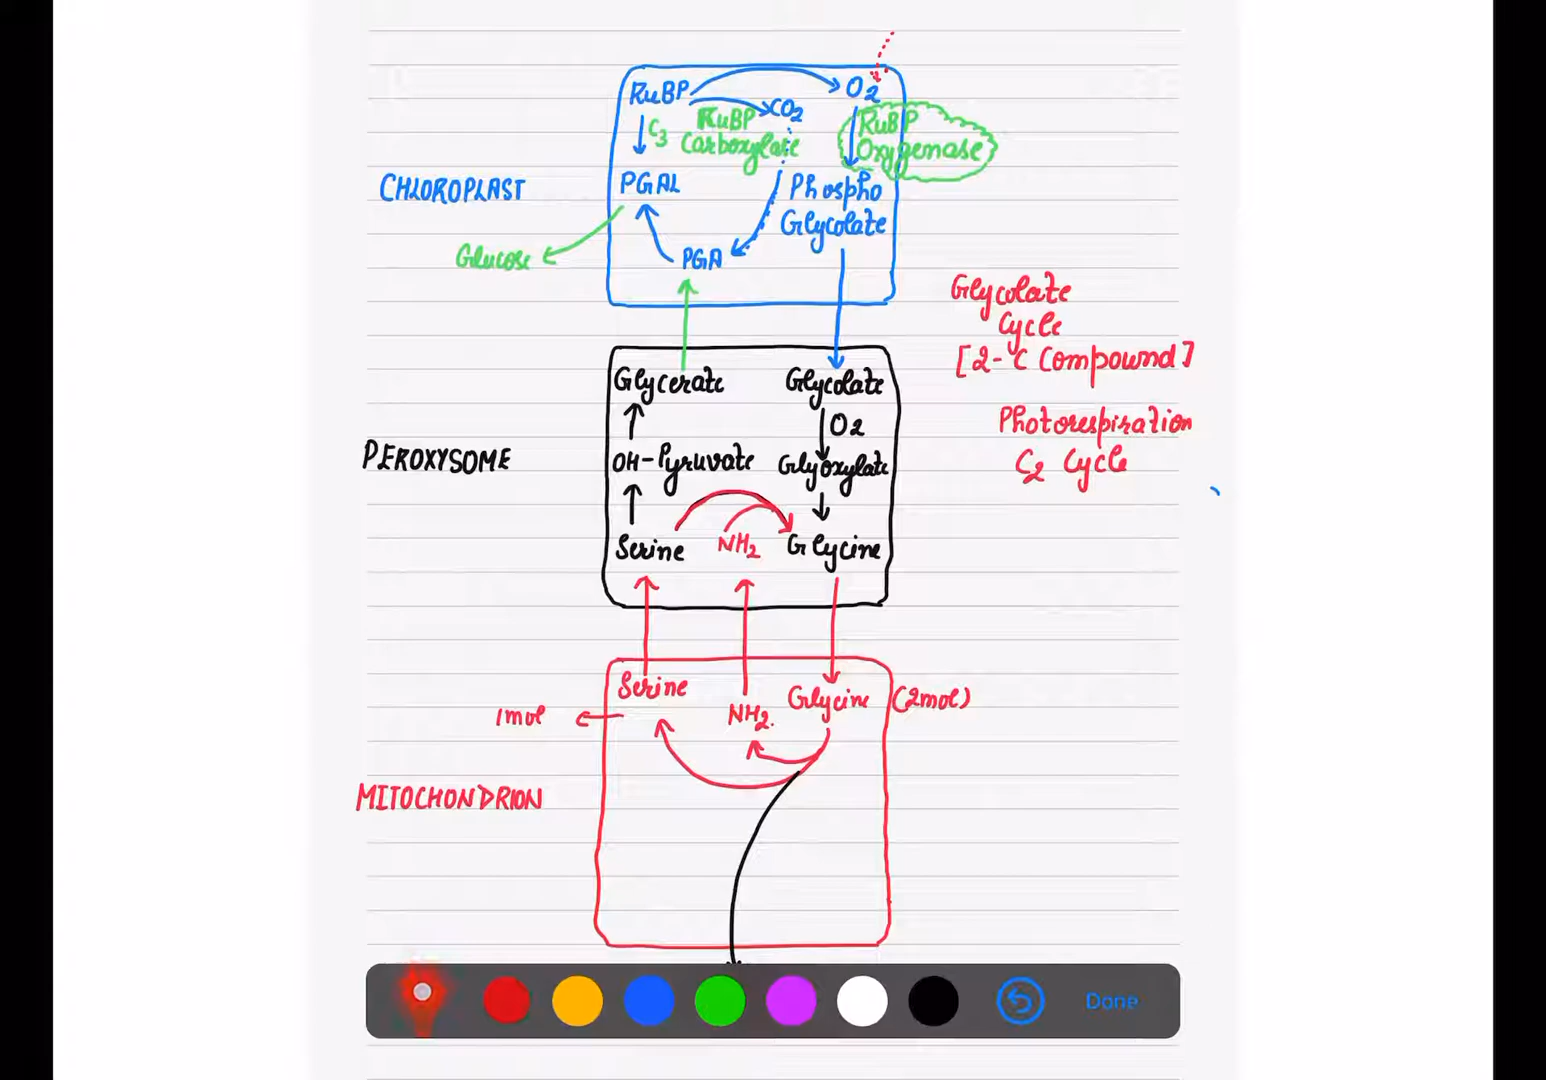 RuBP
O2
CO2
C3
RuBP
Carboxylate
RuBP
Oxygenase
CHLOROPLAST
PGAL
Phospho
Glycolate
Glucose
PGA
Glycolate
Cycle
[2-C Compound]
Glycerate
Glycolate
O2
Photorespiration
C2 Cycle
PEROXYSOME
OH-Pyruvate
Glyoxylate
Serine
NH2
Glycine
Serine
NH2.
Glycine
(2mol)
1mol
MITOCHONDRION
Done